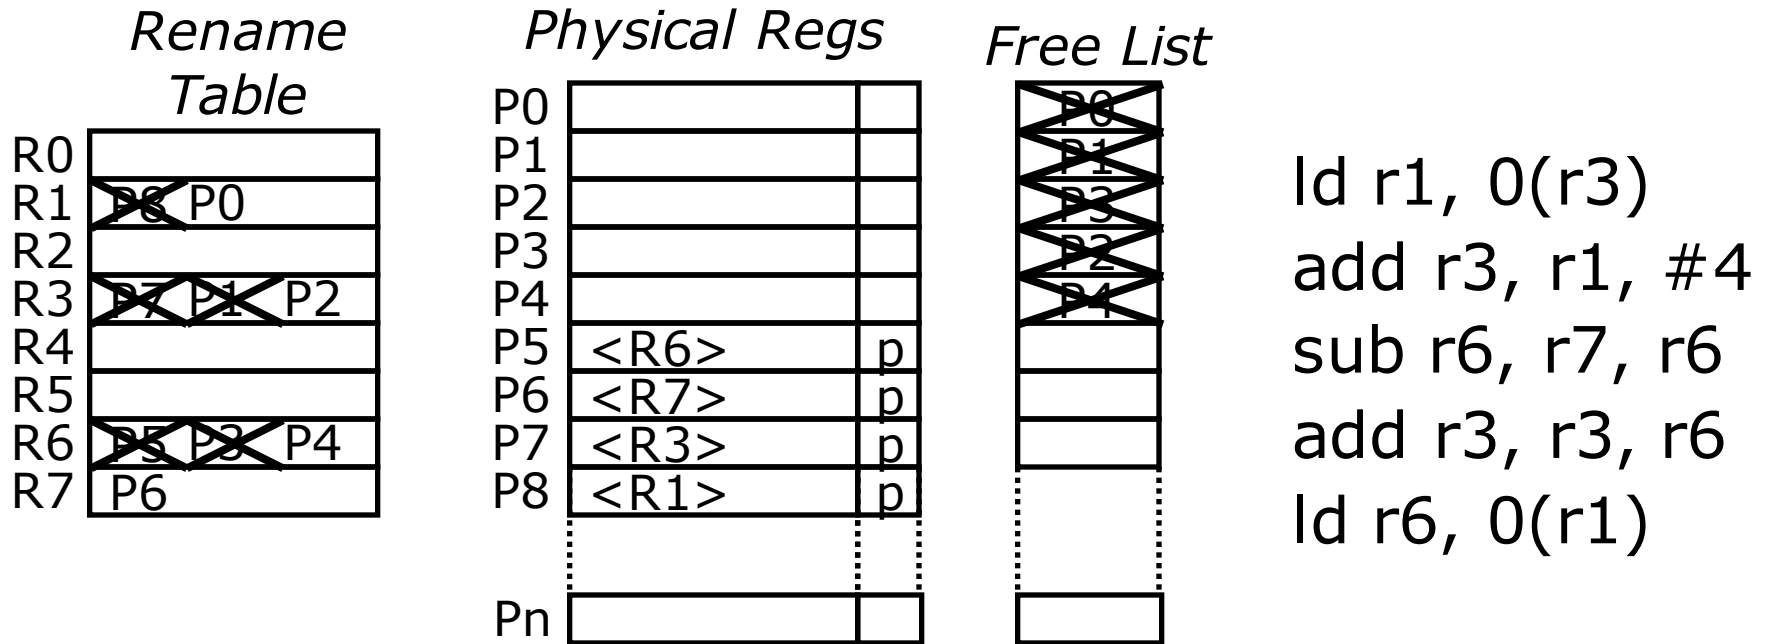 Rename
Table
R0
R1 P8 P0
R2
R3 P7 P1 P2
R4
R5
R6 P5 P3 P4
R7 P6
Physical Regs
P0
P1
P2
P3
P4
P5 <R6> p
P6 <R7> p
P7 <R3> p
P8 <R1> p
Pn
Free List
P0
P1
P3
P2
P4
ld r1, 0(r3)
add r3, r1, #4
sub r6, r7, r6
add r3, r3, r6
ld r6, 0(r1)